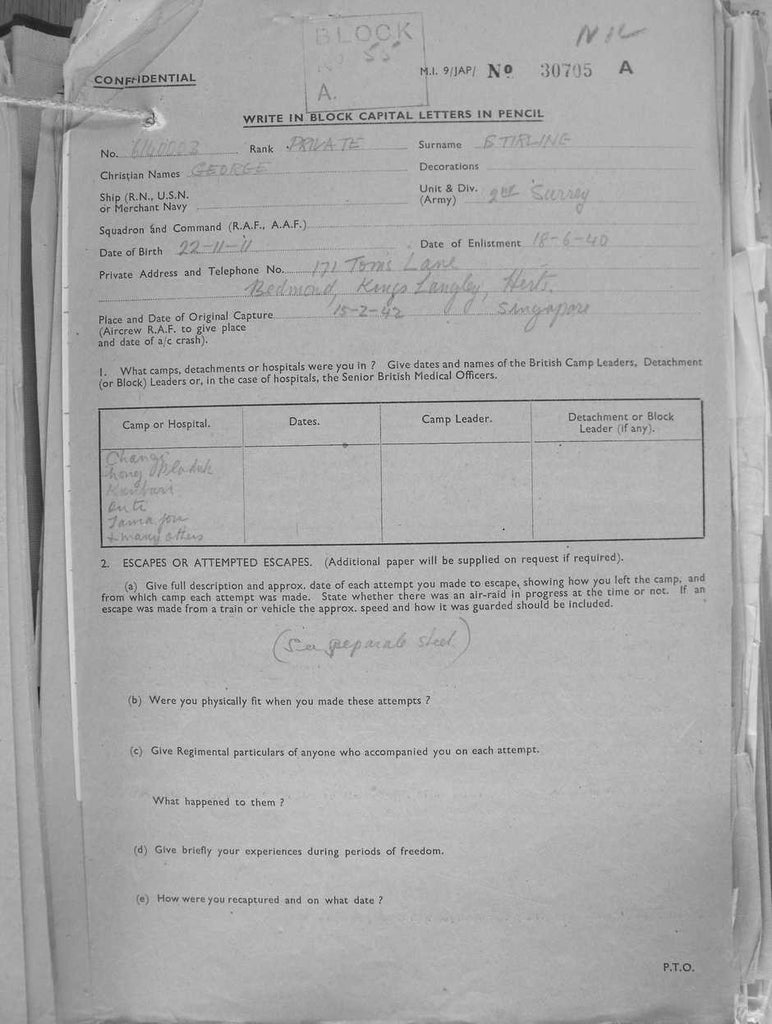 BLOCK
No 55
A.
NIL
CONFIDENTIAL
M.I. 9/JAP/ No 30705 A
WRITE IN BLOCK CAPITAL LETTERS IN PENCIL
No. Rank PRIVATE Surname STIRLING
Christian Names GEORGE Decorations
Ship (R.N., U.S.N.
or Merchant Navy
Unit & Div.
(Army) 2nd Surrey
Squadron and Command (R.A.F., A.A.F.)
Date of Birth 22-11-11 Date of Enlistment 18-6-40
Private Address and Telephone No. 171 Toms Lane
Bedmond, Kings Langley, Herts.
Place and Date of Original Capture 15-2-42 Singapore
(Aircrew R.A.F. to give place
and date of a/c crash).
1. What camps, detachments or hospitals were you in ? Give dates and names of the British Camp Leaders, Detachment
(or Block) Leaders or, in the case of hospitals, the Senior British Medical Officers.
Camp or Hospital. Dates. Camp Leader. Detachment or Block
Leader (if any).
Changi
+ many others
2. ESCAPES OR ATTEMPTED ESCAPES. (Additional paper will be supplied on request if required).
(a) Give full description and approx. date of each attempt you made to escape, showing how you left the camp, and
from which camp each attempt was made. State whether there was an air-raid in progress at the time or not. If an
escape was made from a train or vehicle the approx. speed and how it was guarded should be included.
(See separate sheet)
(b) Were you physically fit when you made these attempts ?
(c) Give Regimental particulars of anyone who accompanied you on each attempt.
What happened to them ?
(d) Give briefly your experiences during periods of freedom.
(e) How were you recaptured and on what date ?
P.T.O.